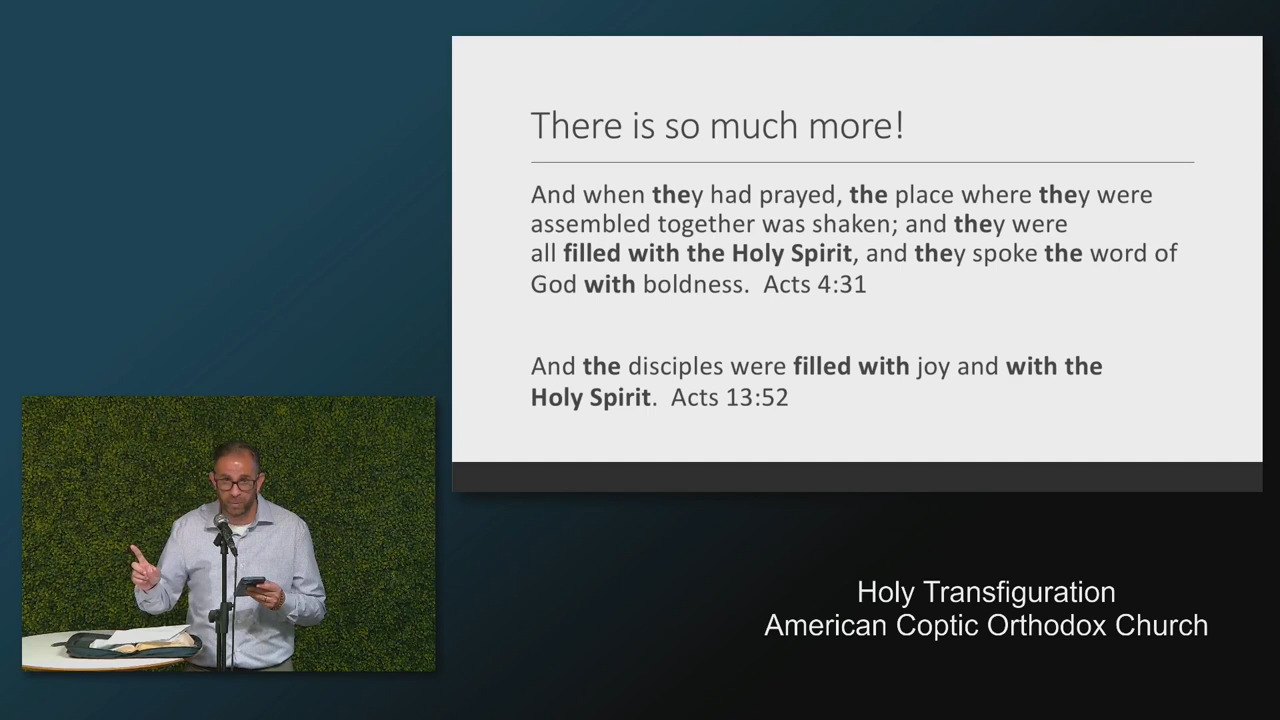 There is so much more!
And when they had prayed, the place where they were
assembled together was shaken; and they were
all filled with the Holy Spirit, and they spoke the word of
God with boldness.  Acts 4:31
And the disciples were filled with joy and with the
Holy Spirit.  Acts 13:52
Holy Transfiguration
American Coptic Orthodox Church